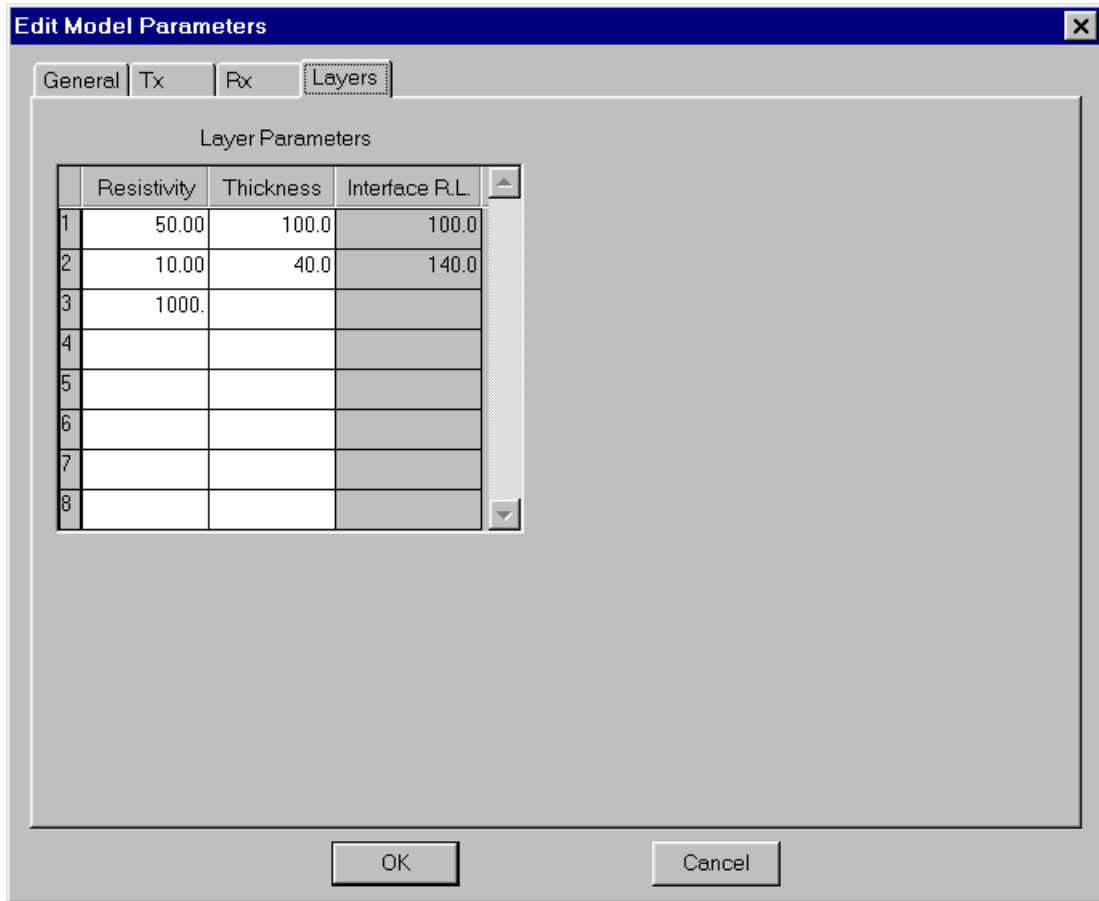 Edit Model Parameters
General Tx Rx Layers
Layer Parameters
Resistivity Thickness Interface R.L.
1 50.00 100.0 100.0
2 10.00 40.0 140.0
3 1000.
4
5
6
7
8
OK Cancel